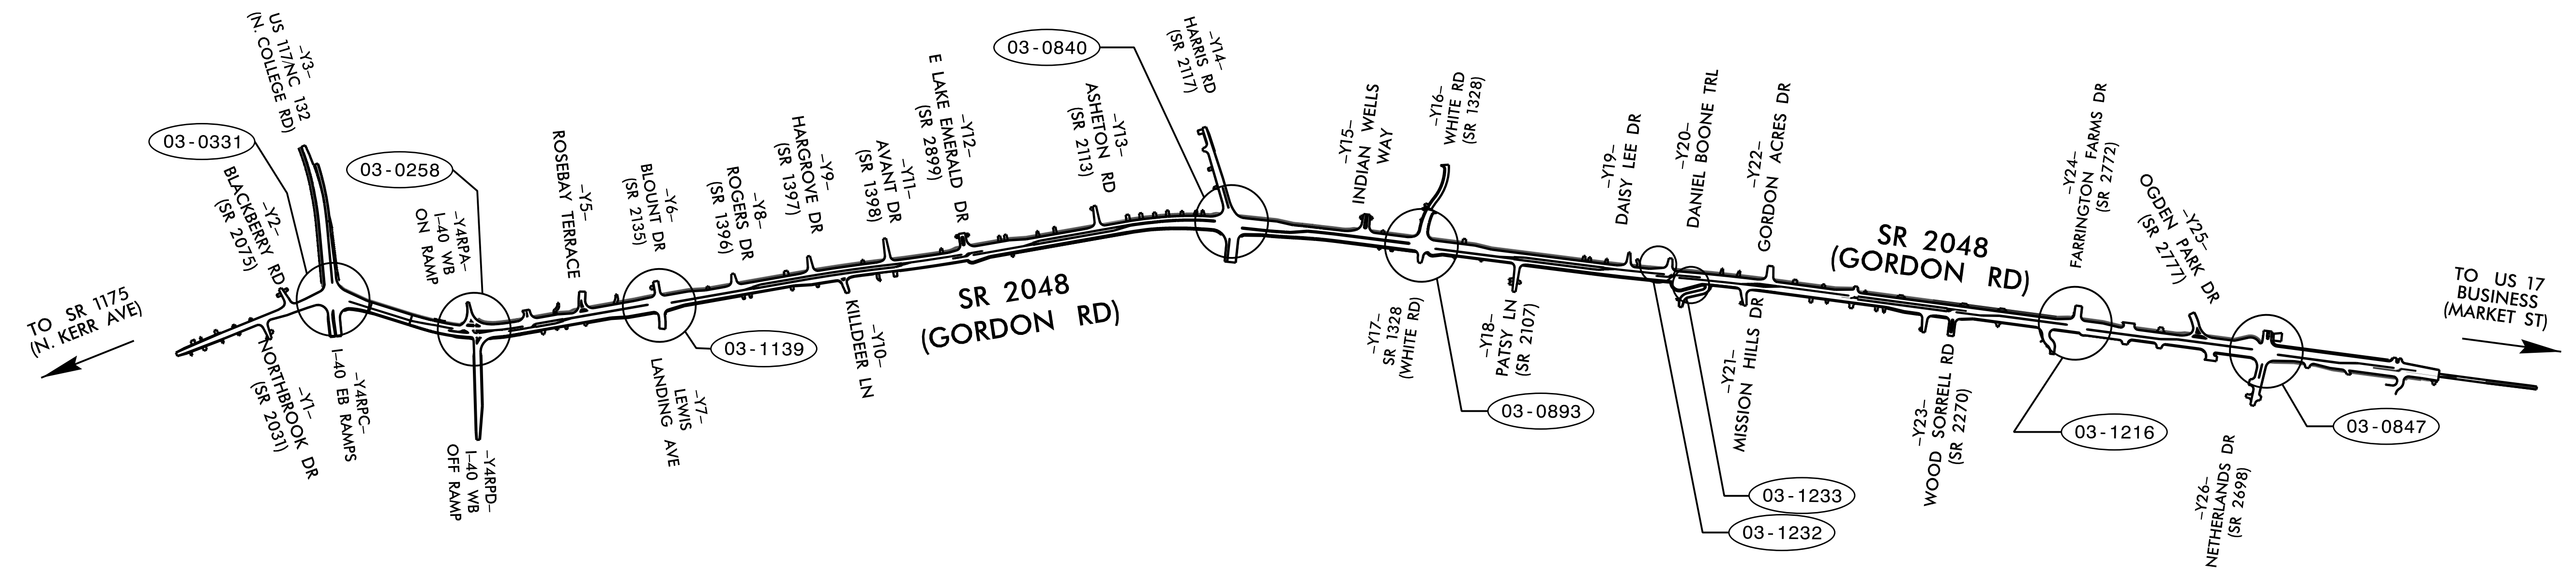 -Y3-
US 117/NC 132
(N. COLLEGE RD)
03-0331
-Y2-
BLACKBERRY RD
(SR 2075)
TO SR 1175
(N. KERR AVE)
-Y1-
NORTHBROOK DR
(SR 2031)
-Y4RPC-
I-40 EB RAMPS
03-0258
-Y4RPA-
I-40 WB
ON RAMP
-Y4RPD-
I-40 WB
OFF RAMP
-Y5-
ROSEBAY TERRACE
-Y6-
BLOUNT DR
(SR 2135)
-Y7-
LEWIS
LANDING AVE
03-1139
-Y8-
ROGERS DR
(SR 1396)
-Y9-
HARGROVE DR
(SR 1397)
-Y10-
KILLDEER LN
-Y11-
AVANT DR
(SR 1398)
-Y12-
E LAKE EMERALD DR
(SR 2899)
SR 2048
(GORDON RD)
-Y13-
ASHETON RD
(SR 2113)
03-0840
-Y14-
HARRIS RD
(SR 2117)
-Y15-
INDIAN WELLS
WAY
-Y16-
WHITE RD
(SR 1328)
-Y17-
SR 1328
(WHITE RD)
03-0893
-Y18-
PATSY LN
(SR 2107)
-Y19-
DAISY LEE DR
-Y20-
DANIEL BOONE TRL
03-1233
03-1232
-Y21-
MISSION HILLS DR
-Y22-
GORDON ACRES DR
SR 2048
(GORDON RD)
-Y23-
WOOD SORRELL RD
(SR 2270)
-Y24-
FARRINGTON FARMS DR
(SR 2772)
03-1216
-Y25-
OGDEN PARK DR
(SR 2777)
-Y26-
NETHERLANDS DR
(SR 2698)
03-0847
TO US 17
BUSINESS
(MARKET ST)